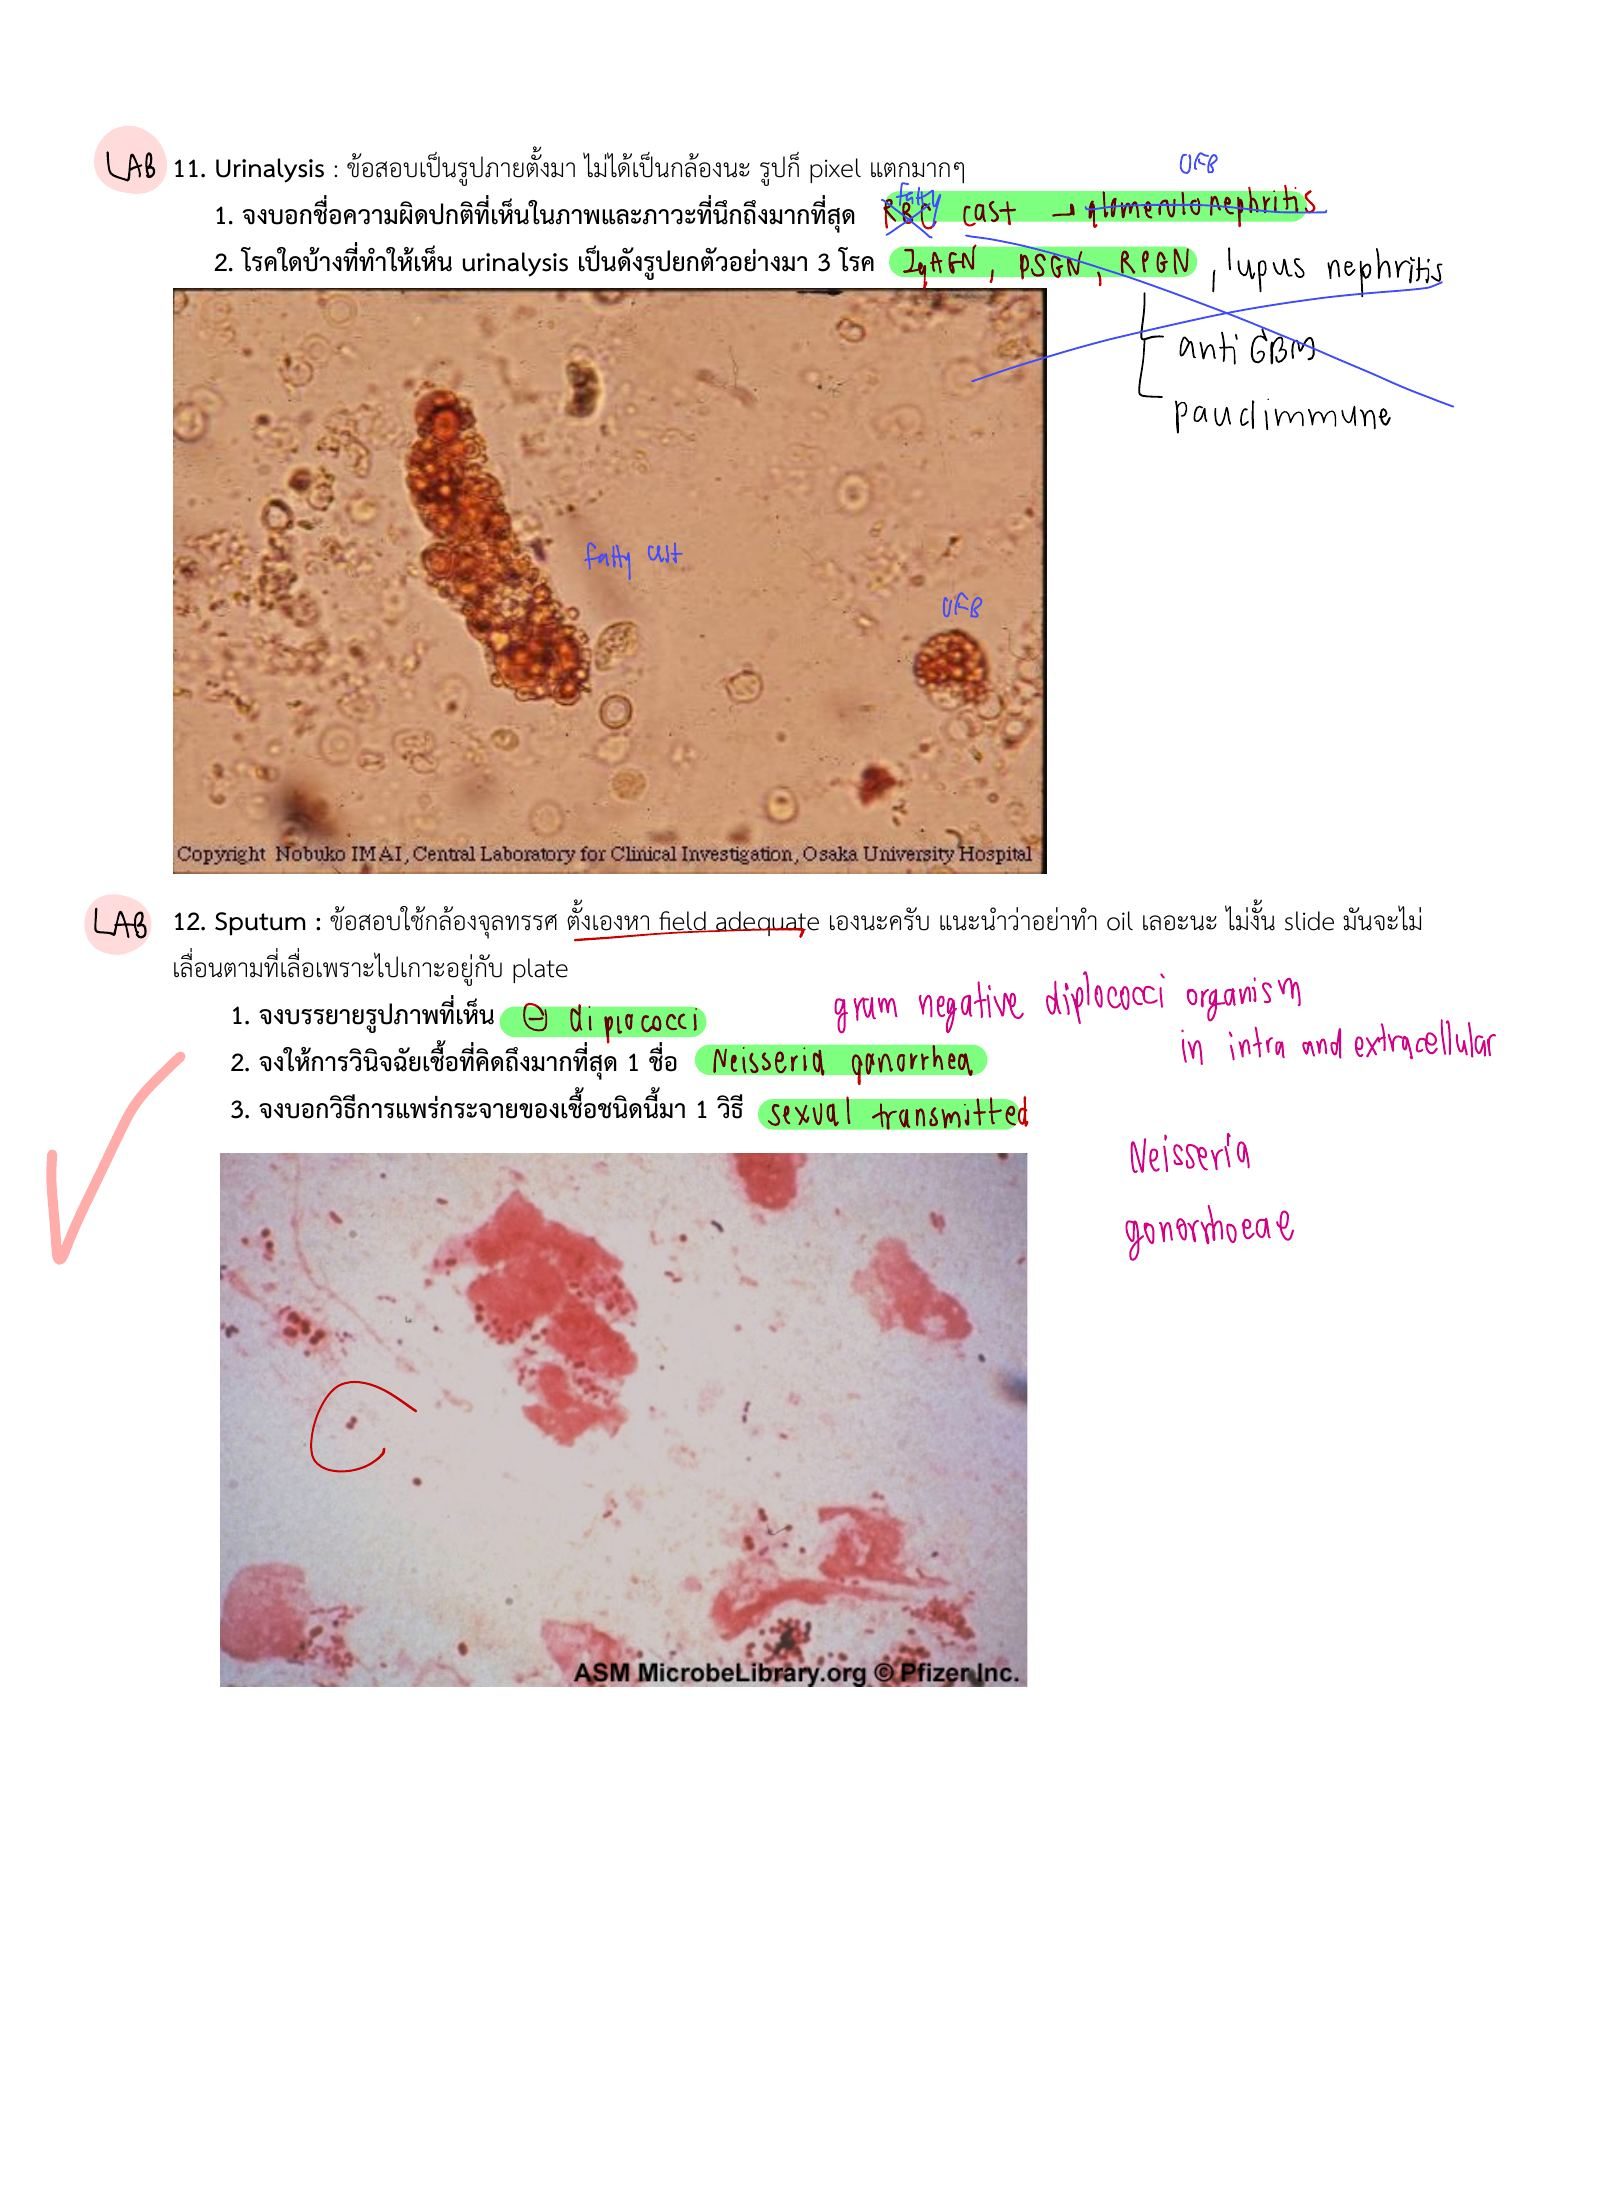 LAB 11. Urinalysis : ข้อสอบเป็นรูปภายตั้งมา ไม่ได้เป็นกล้องนะ รูปก็ pixel แตกมากๆ
OFB
1. จงบอกชื่อความผิดปกติที่เห็นในภาพและภาวะที่นึกถึงมากที่สุด RBC fatty cast → glomerulonephritis
2. โรคใดบ้างที่ทำให้เห็น urinalysis เป็นดังรูปยกตัวอย่างมา 3 โรค IgAGN, PSGN, RPGN , lupus nephritis
anti GBM
pauciimmune
fatty cast
OFB
Copyright Nobuko IMAI, Central Laboratory for Clinical Investigation, Osaka University Hospital
LAB 12. Sputum : ข้อสอบใช้กล้องจุลทรรศ ตั้งเองหา field adequate เองนะครับ แนะนำว่าอย่าทำ oil เลอะนะ ไม่งั้น slide มันจะไม่
เลื่อนตามที่เลื่อเพราะไปเกาะอยู่กับ plate
1. จงบรรยายรูปภาพที่เห็น ⊖ diplococci
gram negative diplococci organism
in intra and extracellular
2. จงให้การวินิจฉัยเชื้อที่คิดถึงมากที่สุด 1 ชื่อ Neisseria gonorrhea
3. จงบอกวิธีการแพร่กระจายของเชื้อชนิดนี้มา 1 วิธี sexual transmitted
Neisseria
gonorrhoeae
ASM MicrobeLibrary.org © Pfizer Inc.